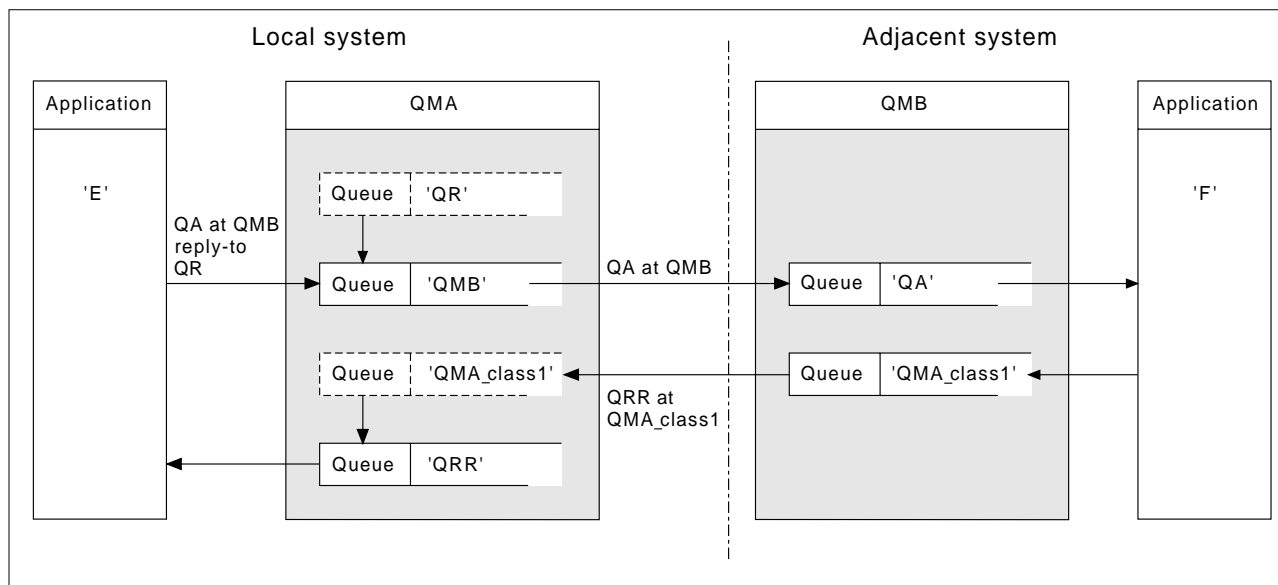 Local system
Adjacent system
Application
QMA
QMB
Application
'E'
Queue 'QR'
'F'
QA at QMB
reply-to
QR
Queue 'QMB'
QA at QMB
Queue 'QA'
Queue 'QMA_class1'
QRR at
QMA_class1
Queue 'QMA_class1'
Queue 'QRR'